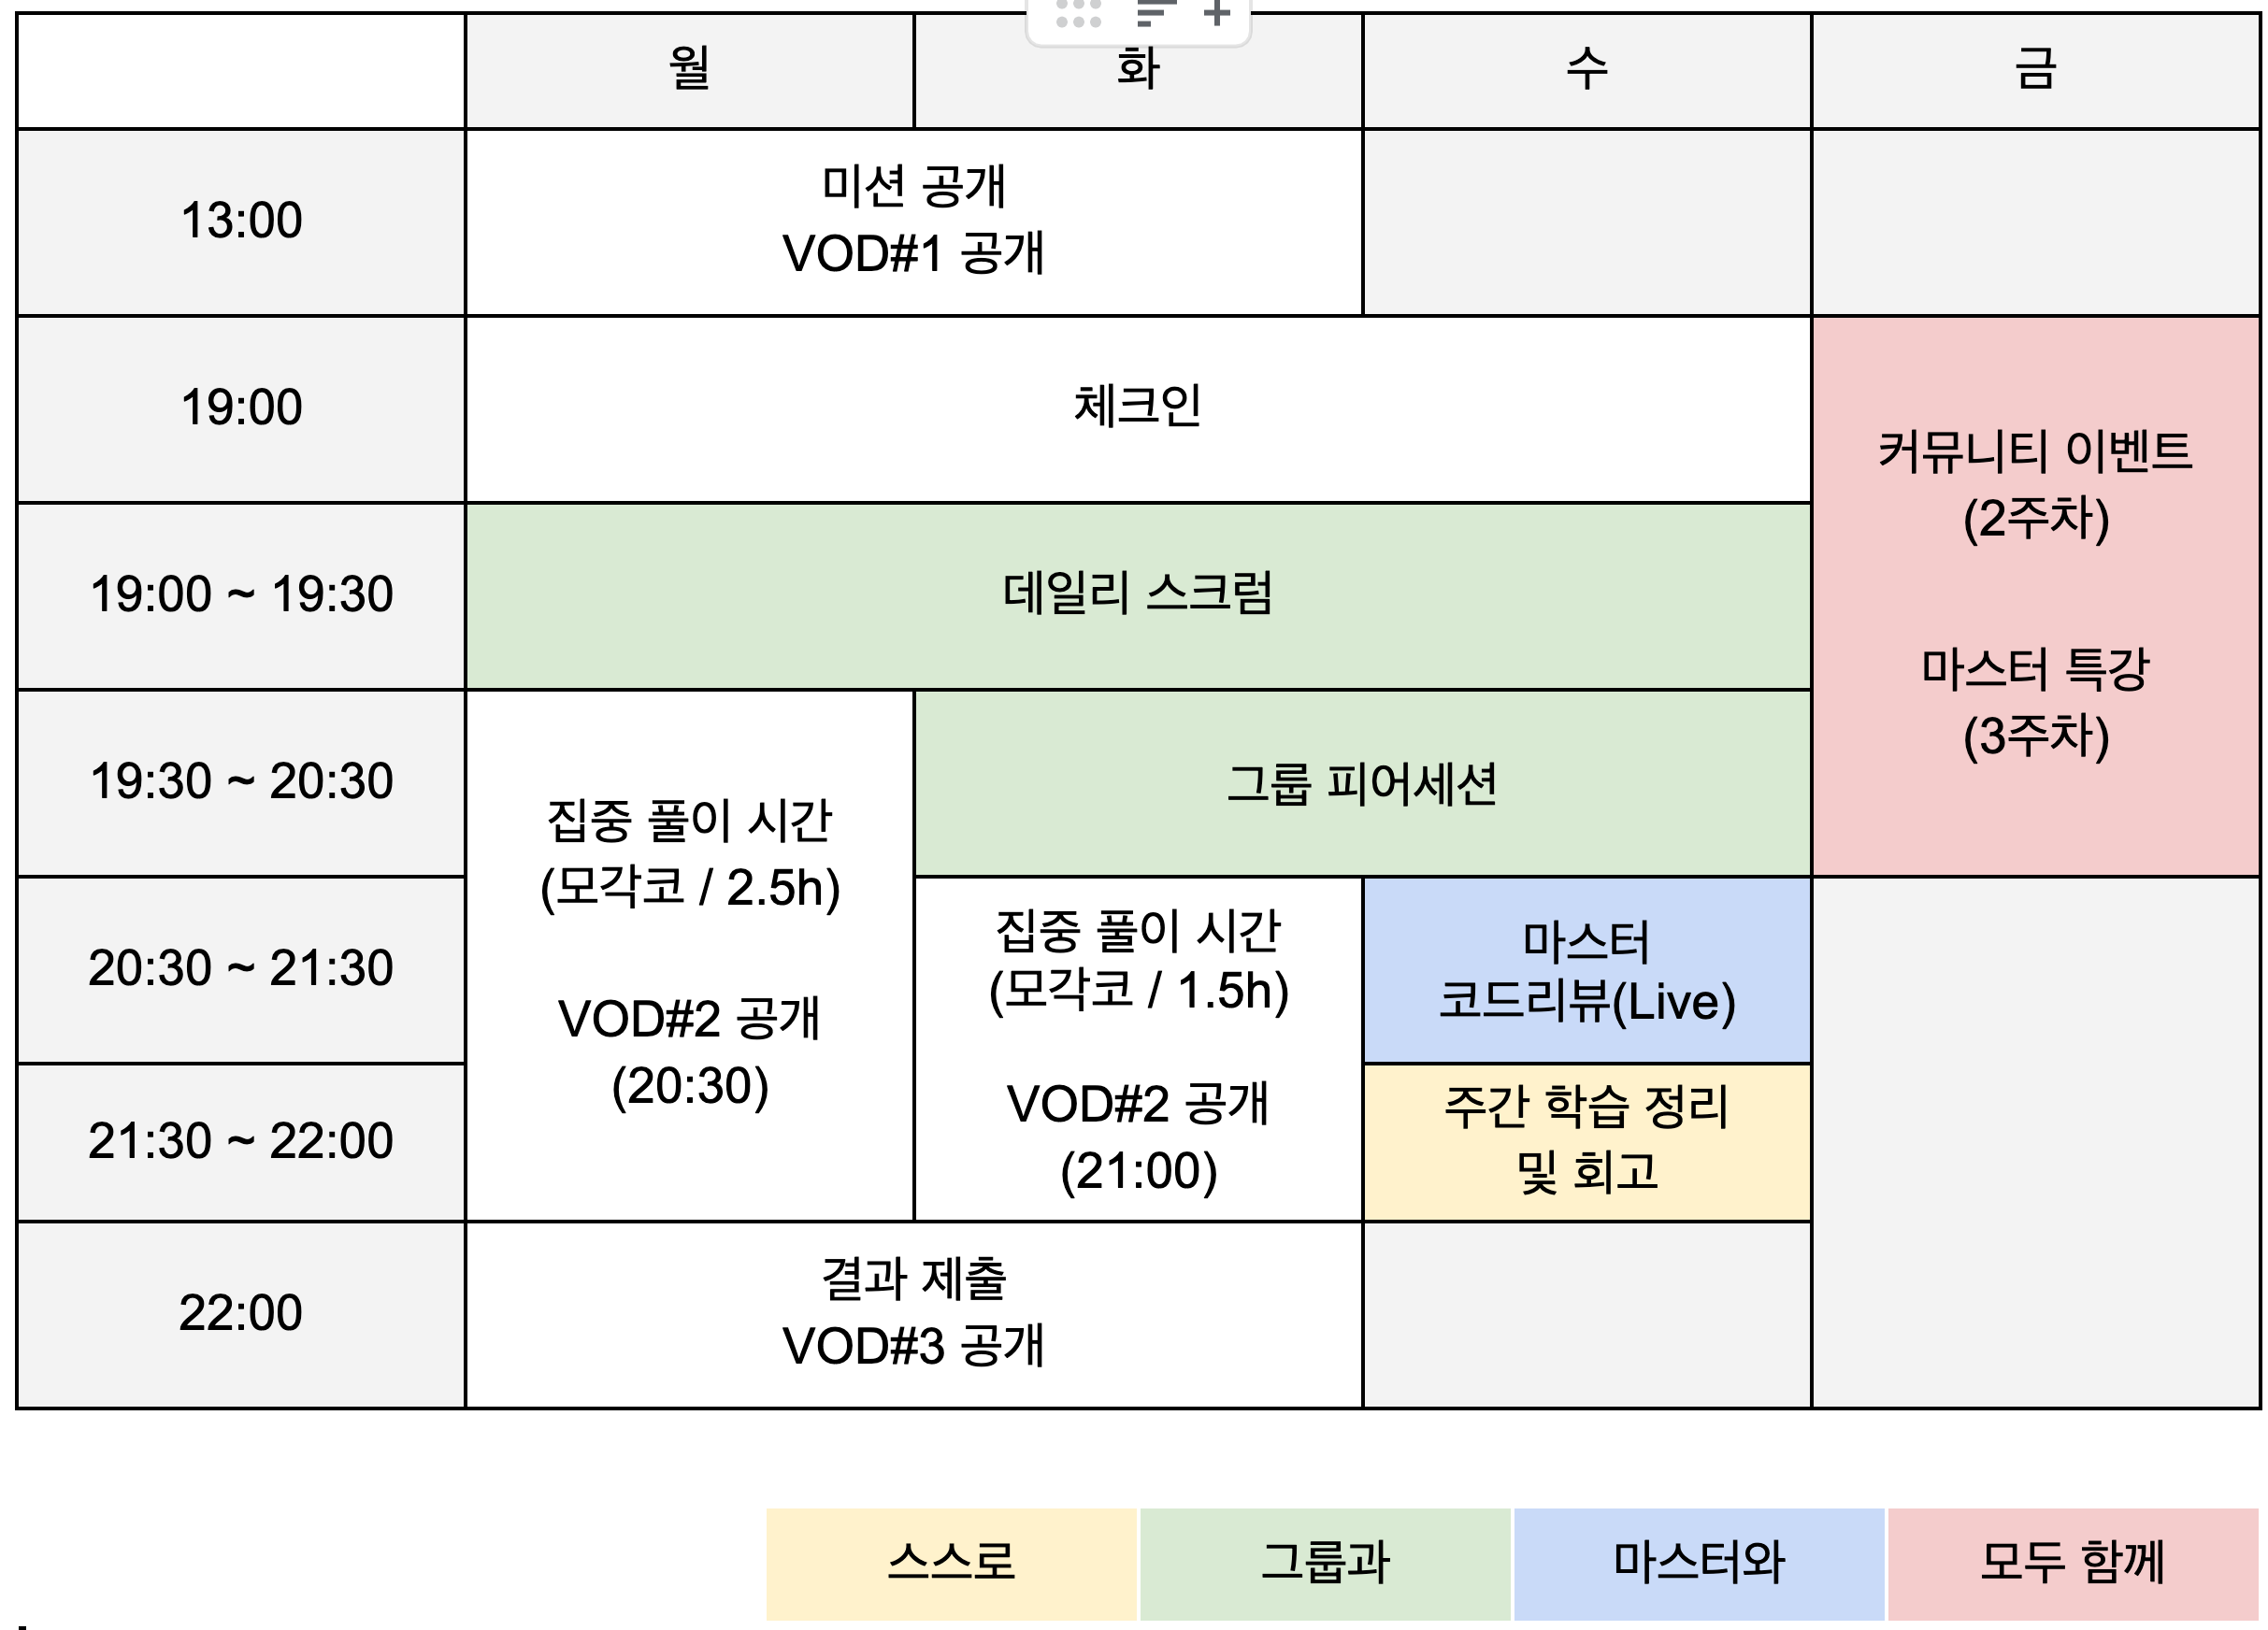 월
화
수
금
13:00
미션 공개
VOD#1 공개
19:00
체크인
커뮤니티 이벤트
(2주차)
마스터 특강
(3주차)
19:00 ~ 19:30
데일리 스크럼
19:30 ~ 20:30
집중 풀이 시간
(모각코 / 2.5h)
VOD#2 공개
(20:30)
그룹 피어세션
20:30 ~ 21:30
집중 풀이 시간
(모각코 / 1.5h)
VOD#2 공개
(21:00)
마스터
코드리뷰(Live)
21:30 ~ 22:00
주간 학습 정리
및 회고
22:00
결과 제출
VOD#3 공개
스스로
그룹과
마스터와
모두 함께